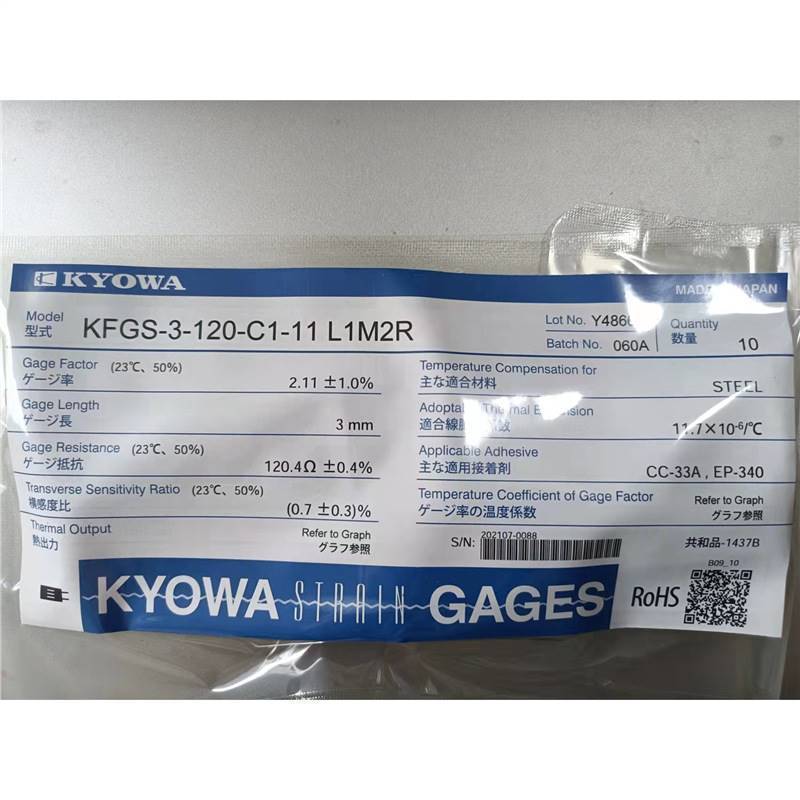 KYOWA
MADE IN JAPAN
Model
型式
KFGS-3-120-C1-11 L1M2R
Lot No.
Batch No. 060A
Quantity
数量
10
Gage Factor (23℃, 50%)
ゲージ率
2.11 ±1.0%
Gage Length
ゲージ長
3 mm
Gage Resistance (23℃, 50%)
ゲージ抵抗
120.4Ω ±0.4%
Transverse Sensitivity Ratio (23℃, 50%)
横感度比
(0.7 ±0.3)%
Thermal Output
熱出力
Refer to Graph
グラフ参照
Temperature Compensation for
主な適合材料
STEEL
Adoptable Thermal Expansion
適合線膨張係数
11.7×10⁻⁶/℃
Applicable Adhesive
主な適用接着剤
CC-33A , EP-340
Temperature Coefficient of Gage Factor
ゲージ率の温度係数
Refer to Graph
グラフ参照
S/N:
202107-0088
共和品-1437B
B09_10
KYOWA STRAIN GAGES
RoHS